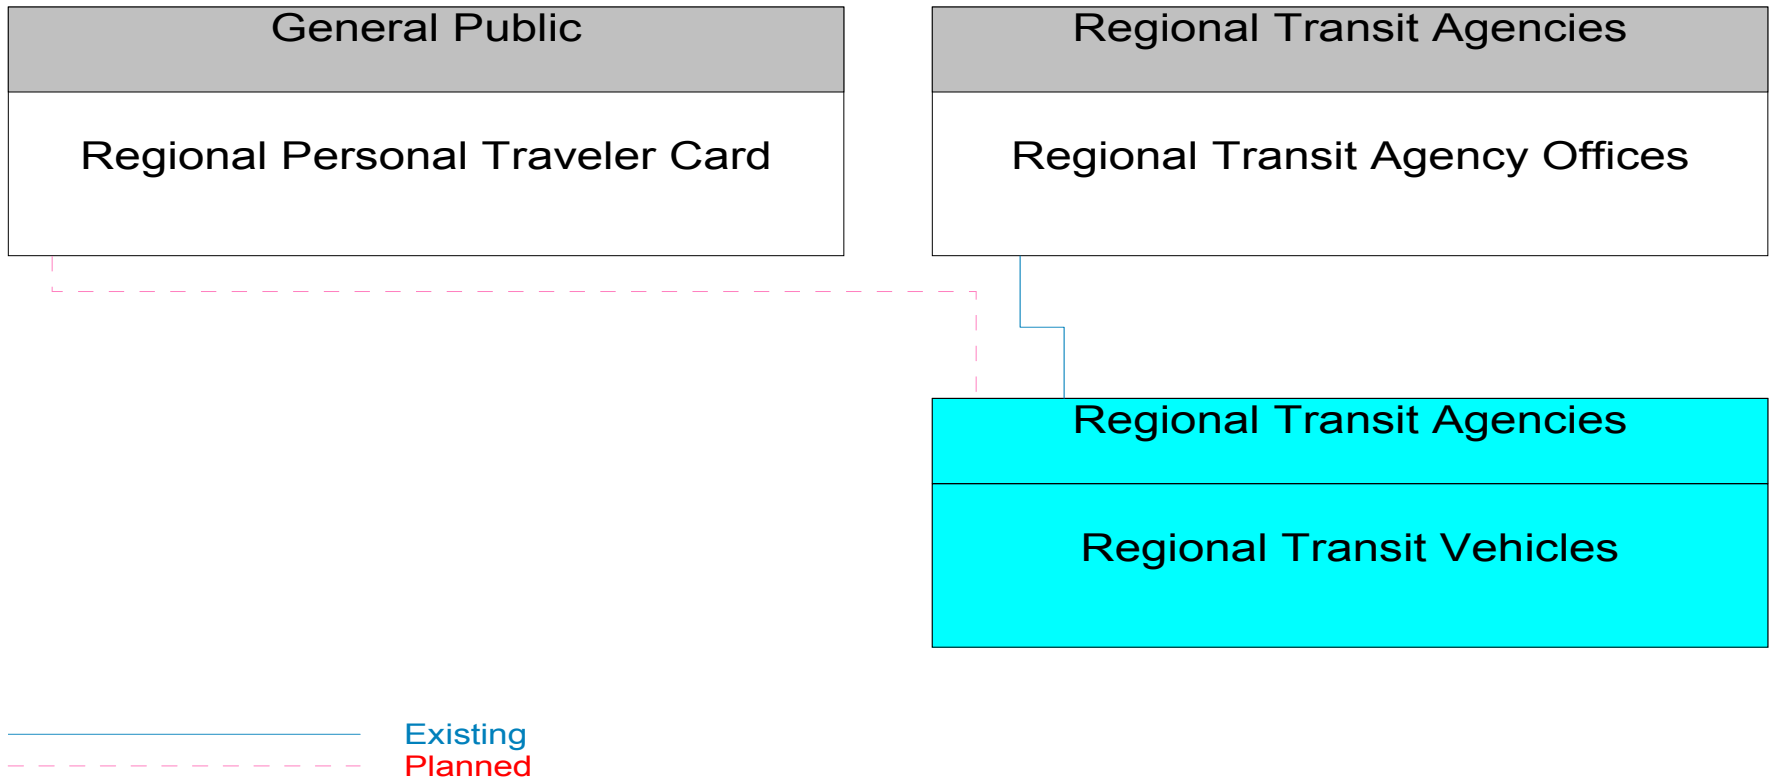 General Public
Regional Personal Traveler Card
Regional Transit Agencies
Regional Transit Agency Offices
Regional Transit Agencies
Regional Transit Vehicles
Existing
Planned